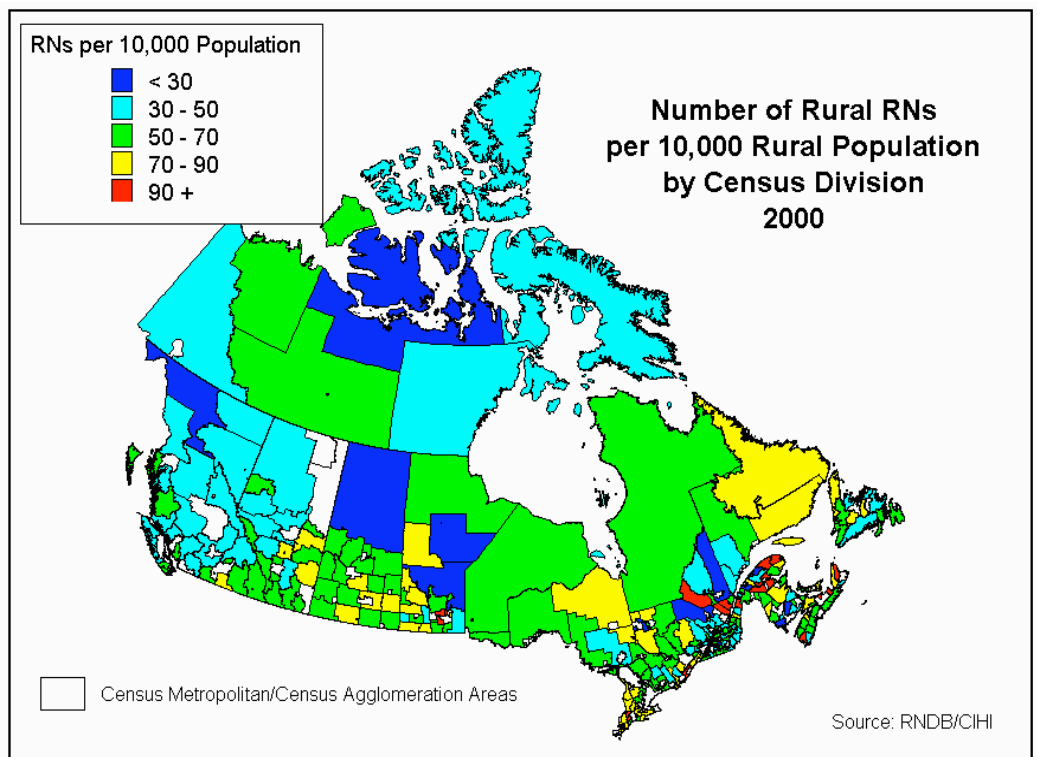 RNs per 10,000 Population
< 30
30 - 50
50 - 70
70 - 90
90 +
Number of Rural RNs
per 10,000 Rural Population
by Census Division
2000
Census Metropolitan/Census Agglomeration Areas
Source: RNDB/CIHI